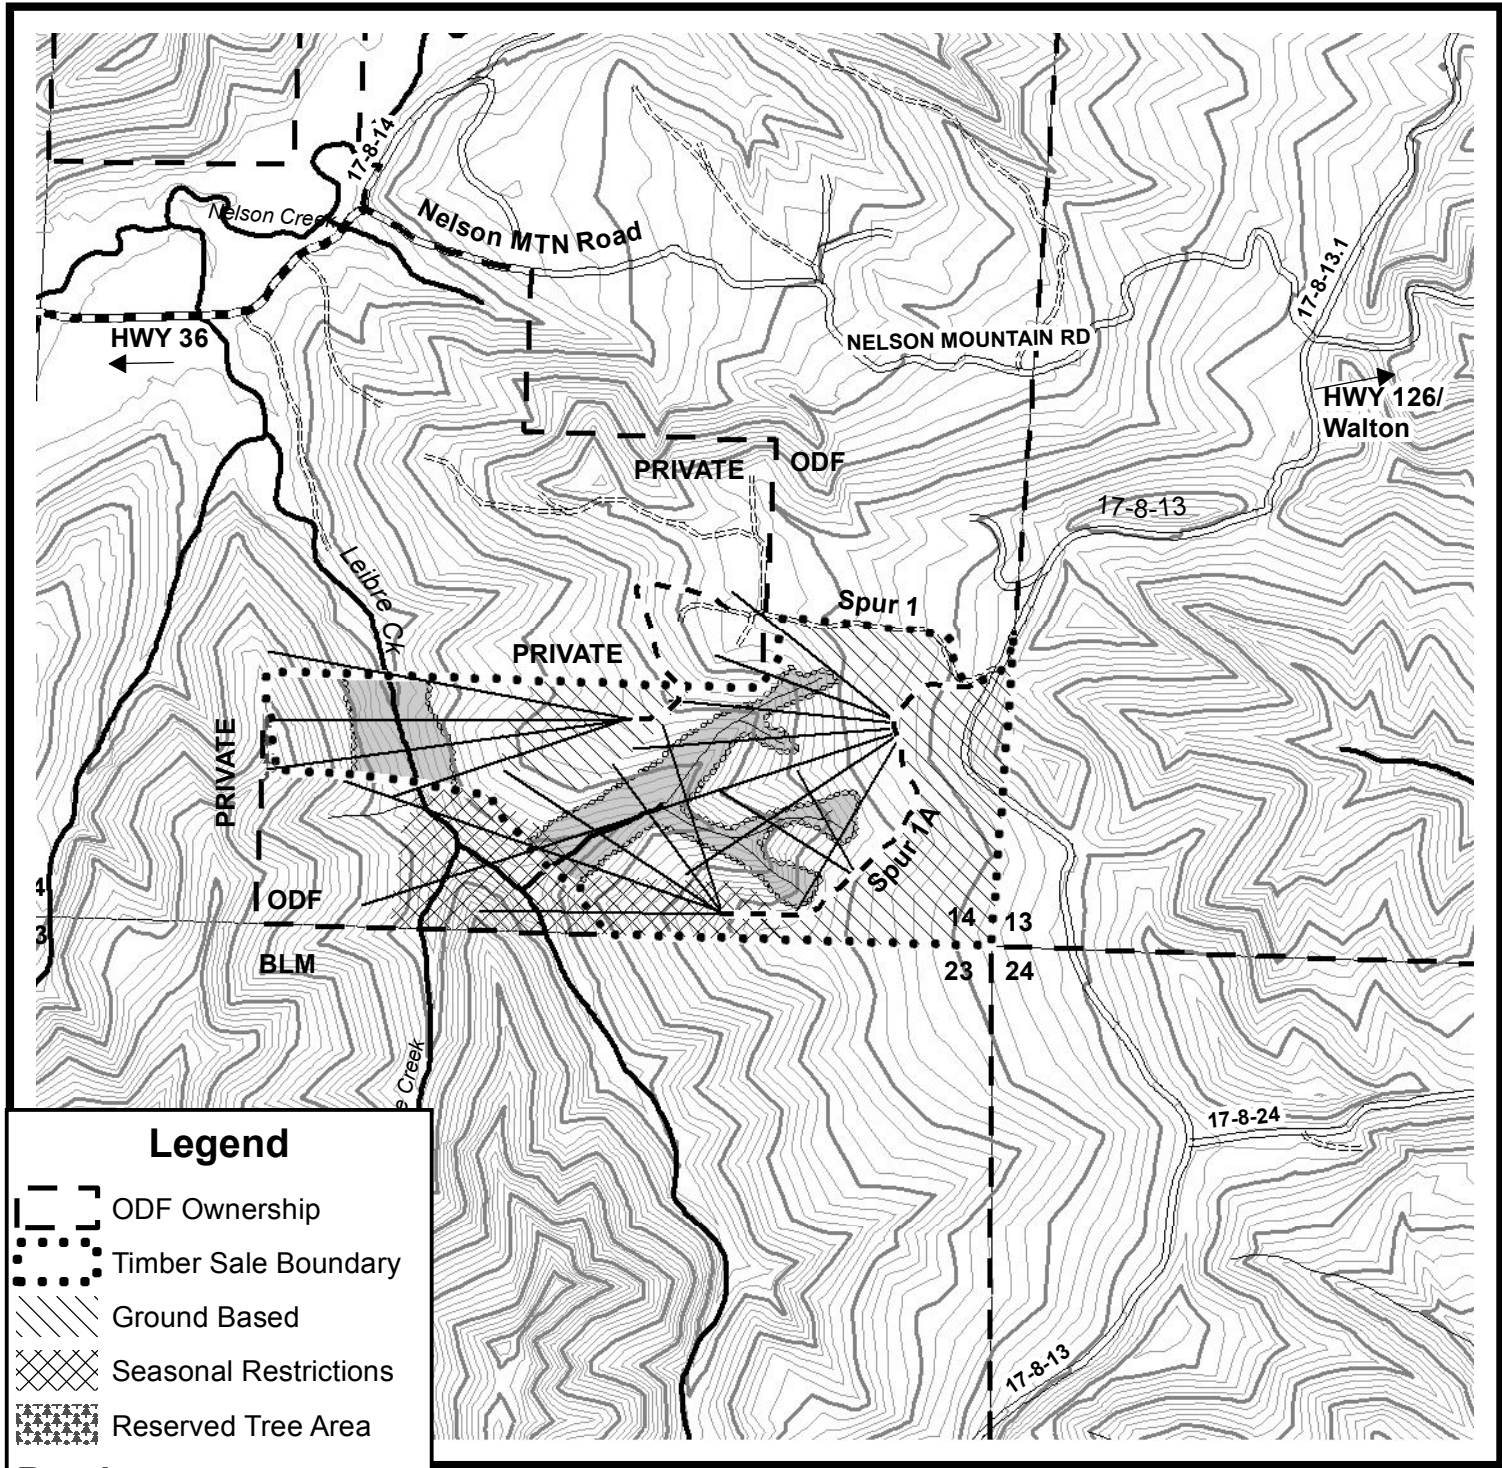 17-8-14
Nelson Creek
Nelson MTN Road
17-8-13.1
HWY 36
NELSON MOUNTAIN RD
HWY 126/
Walton
PRIVATE
ODF
17-8-13
Leibre Ck
Spur 1
PRIVATE
PRIVATE
Spur 1A
4
ODF
14
13
3
BLM
23
24
e Creek
17-8-24
17-8-13
Legend
ODF Ownership
Timber Sale Boundary
Ground Based
Seasonal Restrictions
Reserved Tree Area